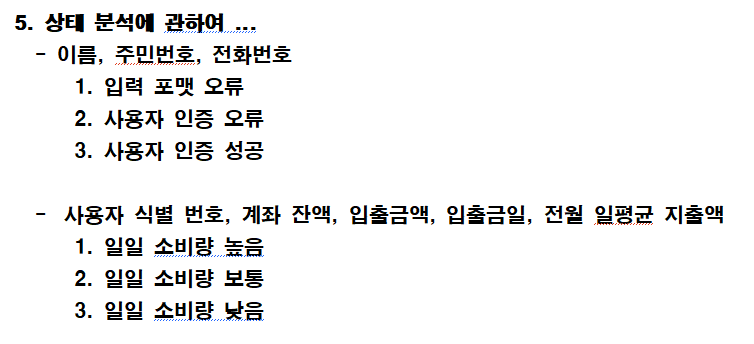 5. 상태 분석에 관하여 ...
- 이름, 주민번호, 전화번호
1. 입력 포맷 오류
2. 사용자 인증 오류
3. 사용자 인증 성공
- 사용자 식별 번호, 계좌 잔액, 입출금액, 입출금일, 전월 일평균 지출액
1. 일일 소비량 높음
2. 일일 소비량 보통
3. 일일 소비량 낮음